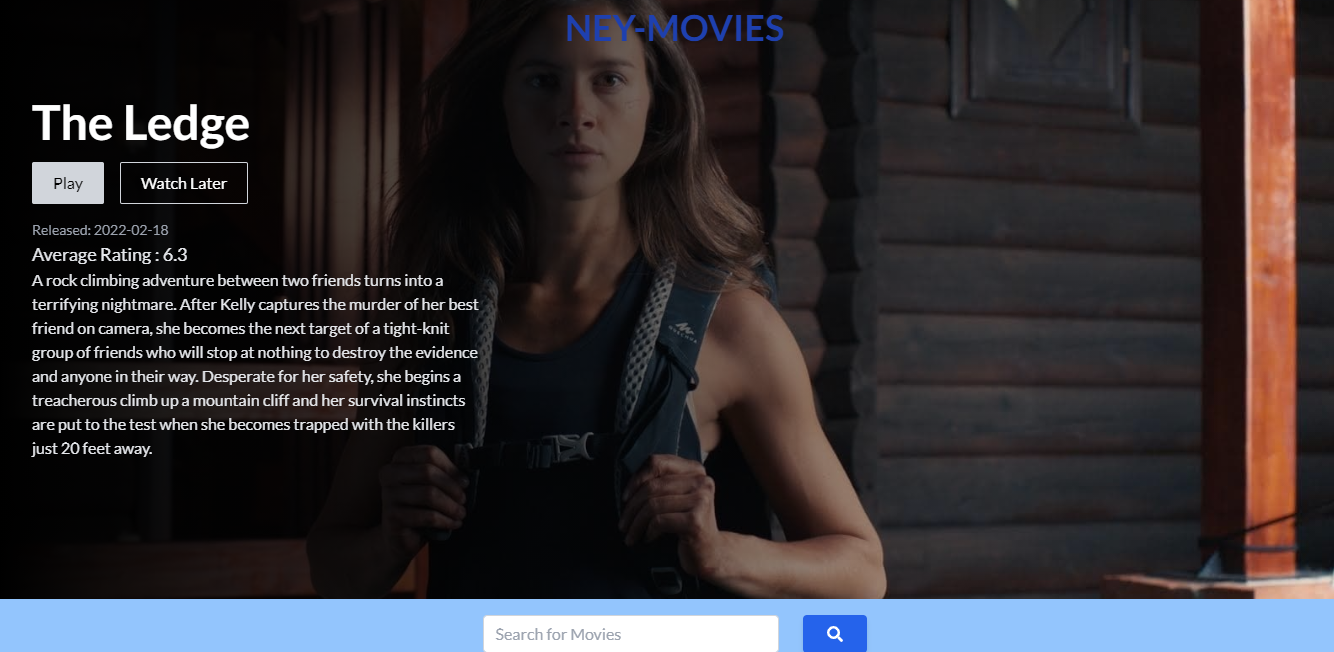 NEY-MOVIES
The Ledge
Play
Watch Later
Released: 2022-02-18
Average Rating : 6.3
A rock climbing adventure between two friends turns into a
terrifying nightmare. After Kelly captures the murder of her best
friend on camera, she becomes the next target of a tight-knit
group of friends who will stop at nothing to destroy the evidence
and anyone in their way. Desperate for her safety, she begins a
treacherous climb up a mountain cliff and her survival instincts
are put to the test when she becomes trapped with the killers
just 20 feet away.
Search for Movies